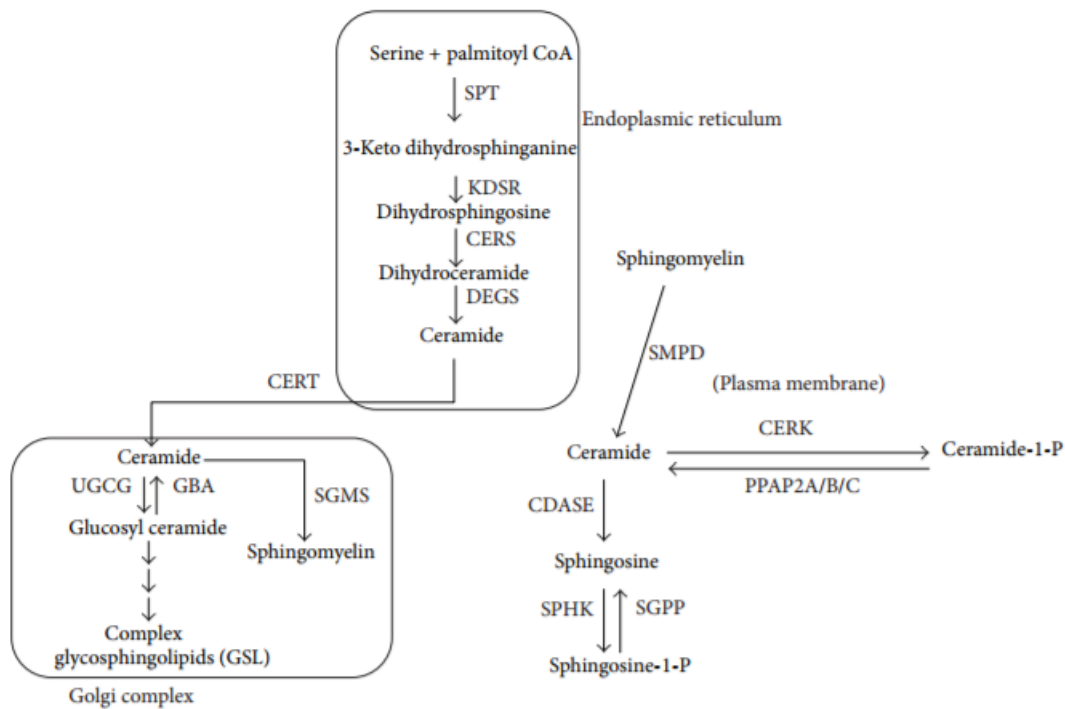 Serine + palmitoyl CoA
SPT
Endoplasmic reticulum
3-Keto dihydrosphinganine
KDSR
Dihydrosphingosine
CERS
Dihydroceramide
DEGS
Ceramide
CERT
Sphingomyelin
SMPD
(Plasma membrane)
Ceramide
CERK
Ceramide-1-P
PPAP2A/B/C
CDASE
Sphingosine
SPHK
SGPP
Sphingosine-1-P
Ceramide
UGCG
GBA
SGMS
Glucosyl ceramide
Sphingomyelin
Complex
glycosphingolipids (GSL)
Golgi complex